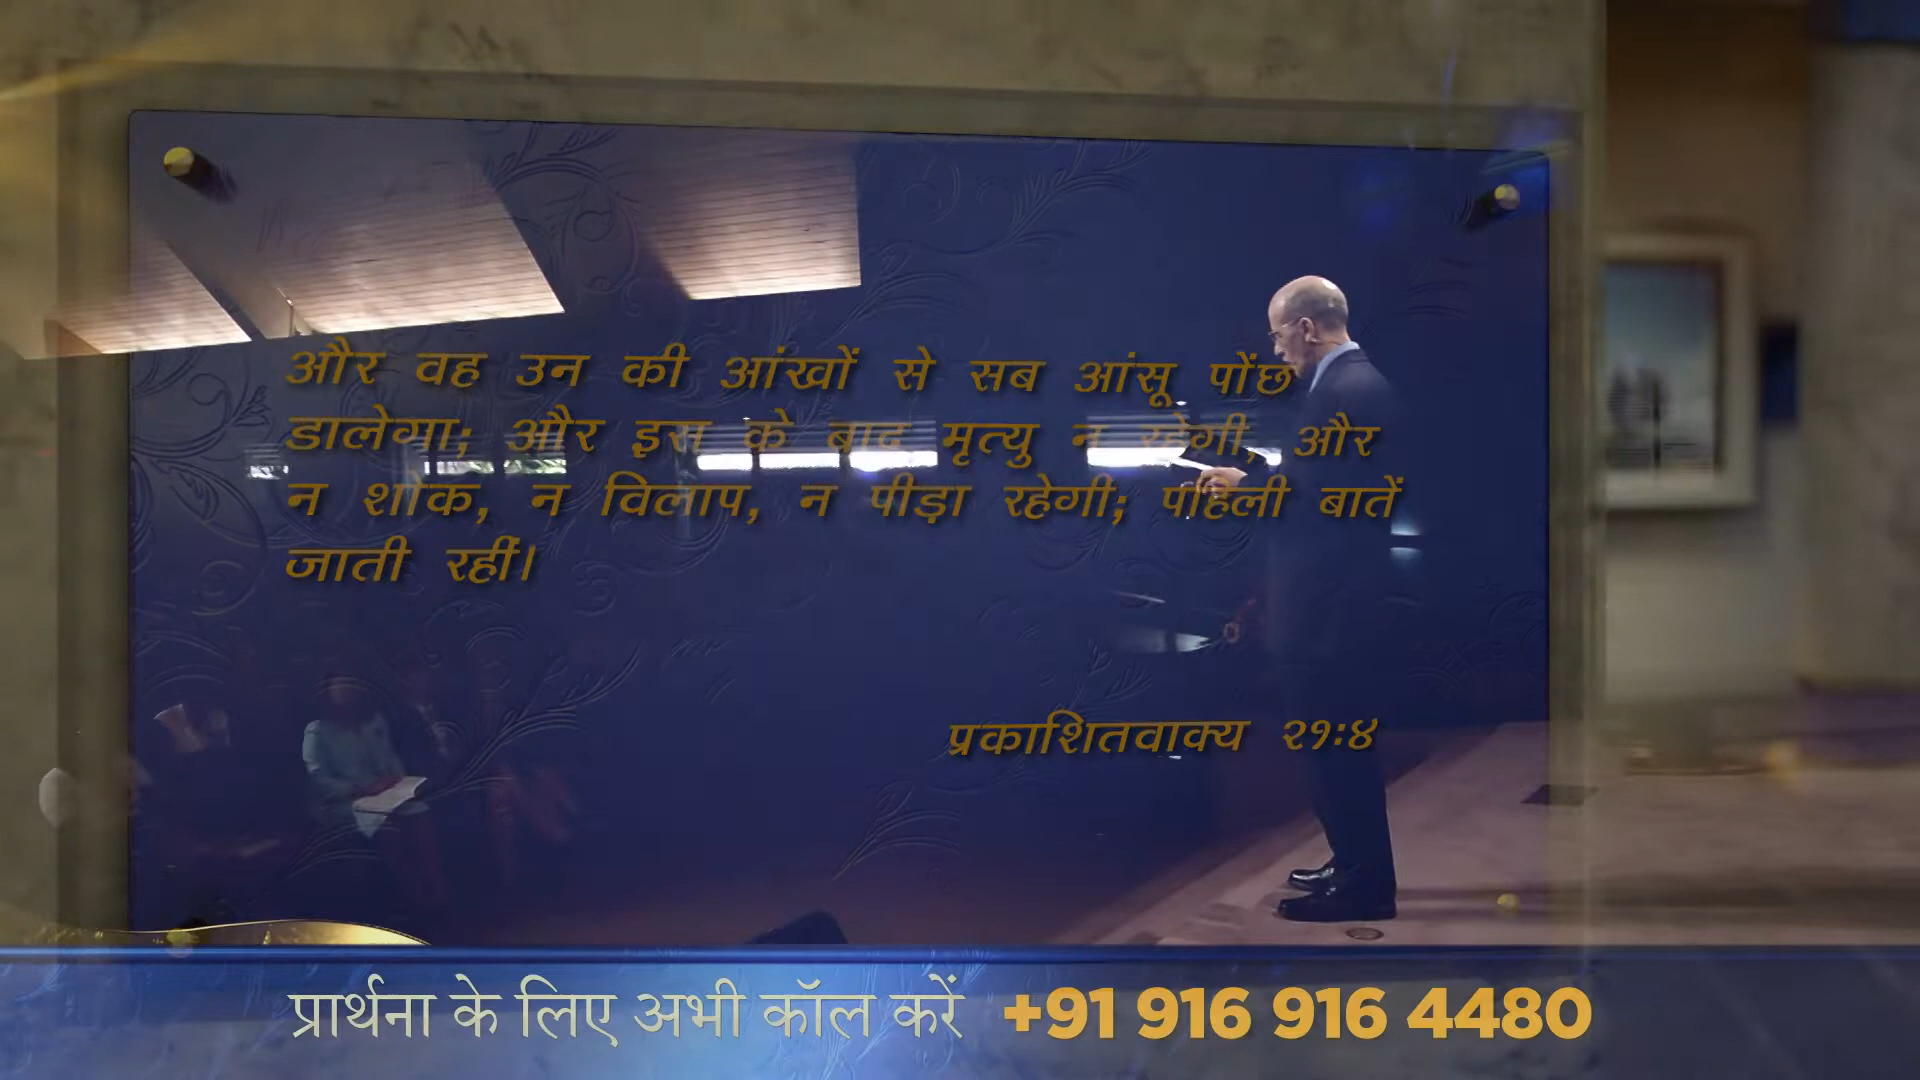 और वह उन की आंखों से सब आंसू पोंछ
डालेगा; और इस के बाद मृत्यु न रहेगी, और
न शोक, न विलाप, न पीड़ा रहेगी; पहिली बातें
जाती रहीं।
प्रकाशितवाक्य २१:४
प्रार्थना के लिए अभी कॉल करें +91 916 916 4480